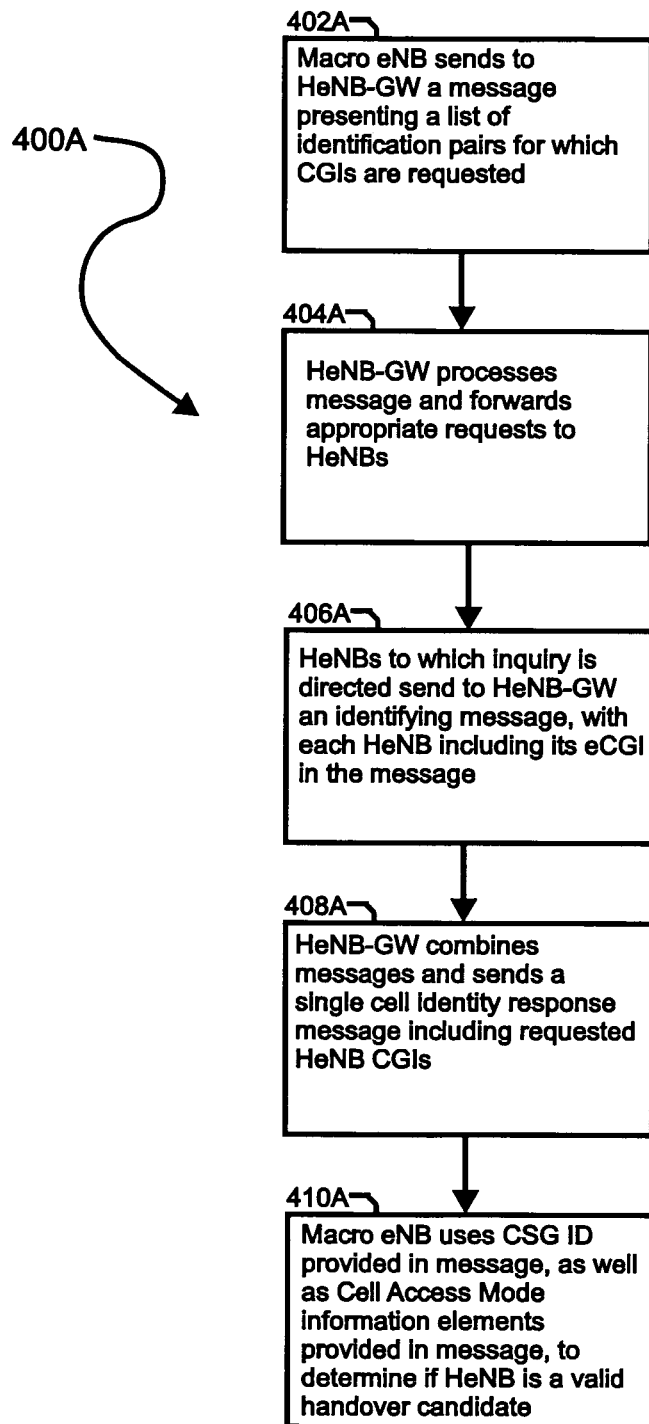 402A
Macro eNB sends to
HeNB-GW a message
presenting a list of
identification pairs for which
CGIs are requested
400A
404A
HeNB-GW processes
message and forwards
appropriate requests to
HeNBs
406A
HeNBs to which inquiry is
directed send to HeNB-GW
an identifying message, with
each HeNB including its eCGI
in the message
408A
HeNB-GW combines
messages and sends a
single cell identity response
message including requested
HeNB CGIs
410A
Macro eNB uses CSG ID
provided in message, as well
as Cell Access Mode
information elements
provided in message, to
determine if HeNB is a valid
handover candidate